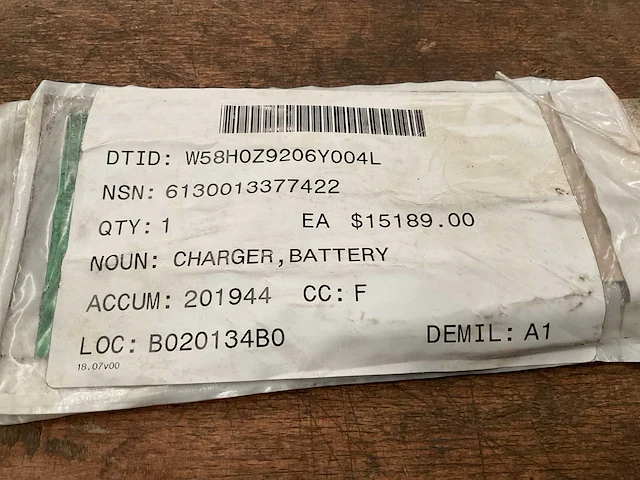 DTID: W58H0Z9206Y004L
NSN: 6130013377422
QTY: 1 EA $15189.00
NOUN: CHARGER,BATTERY
ACCUM: 201944 CC: F
LOC: B020134B0 DEMIL: A1
18.07v00